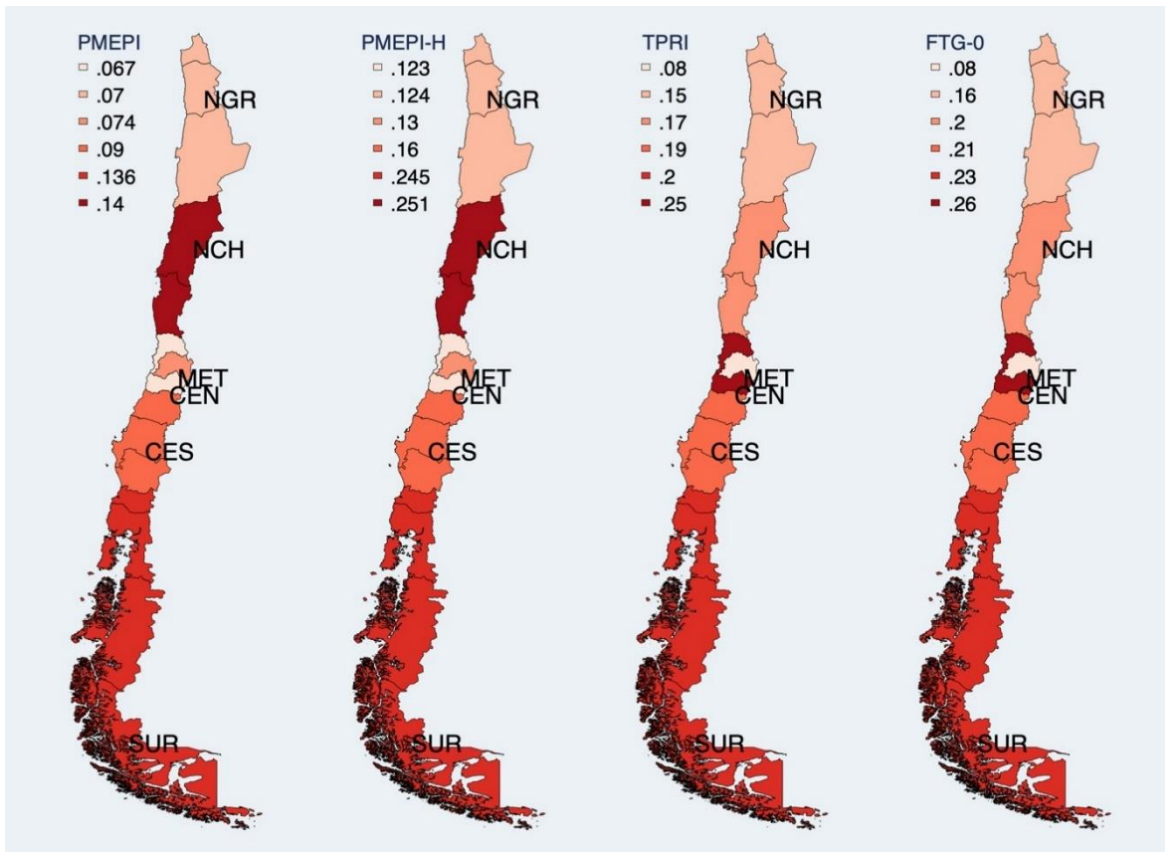 PMEPI
.067
.07
.074
.09
.136
.14
NGR
NCH
MET
CEN
CES
SUR
PMEPI-H
.123
.124
.13
.16
.245
.251
NGR
NCH
MET
CEN
CES
SUR
TPRI
.08
.15
.17
.19
.2
.25
NGR
NCH
MET
CEN
CES
SUR
FTG-0
.08
.16
.2
.21
.23
.26
NGR
NCH
MET
CEN
CES
SUR